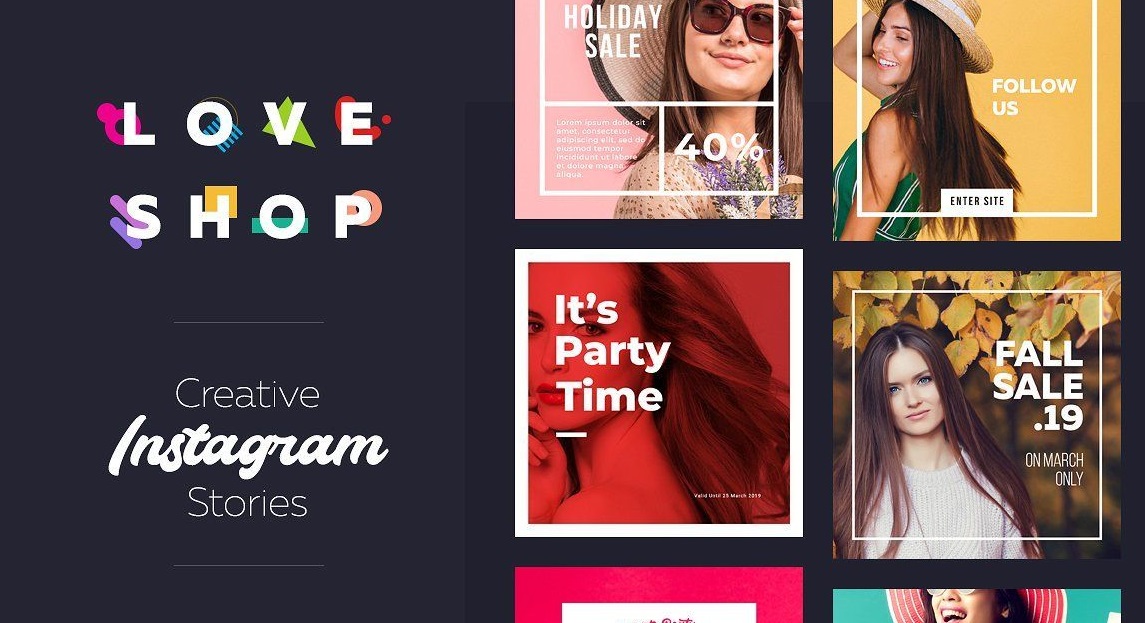 LOVE
SHOP
Creative
Instagram
Stories
HOLIDAY
SALE
Lorem ipsum dolor sit
amet, consectetur
adipiscing elit, sed do
eiusmod tempor
incididunt ut labore
et dolore magna
aliqua.
40%
It's
Party
Time
Valid Until 25 March 2019
FOLLOW
US
ENTER SITE
FALL
SALE
.19
ON MARCH
ONLY